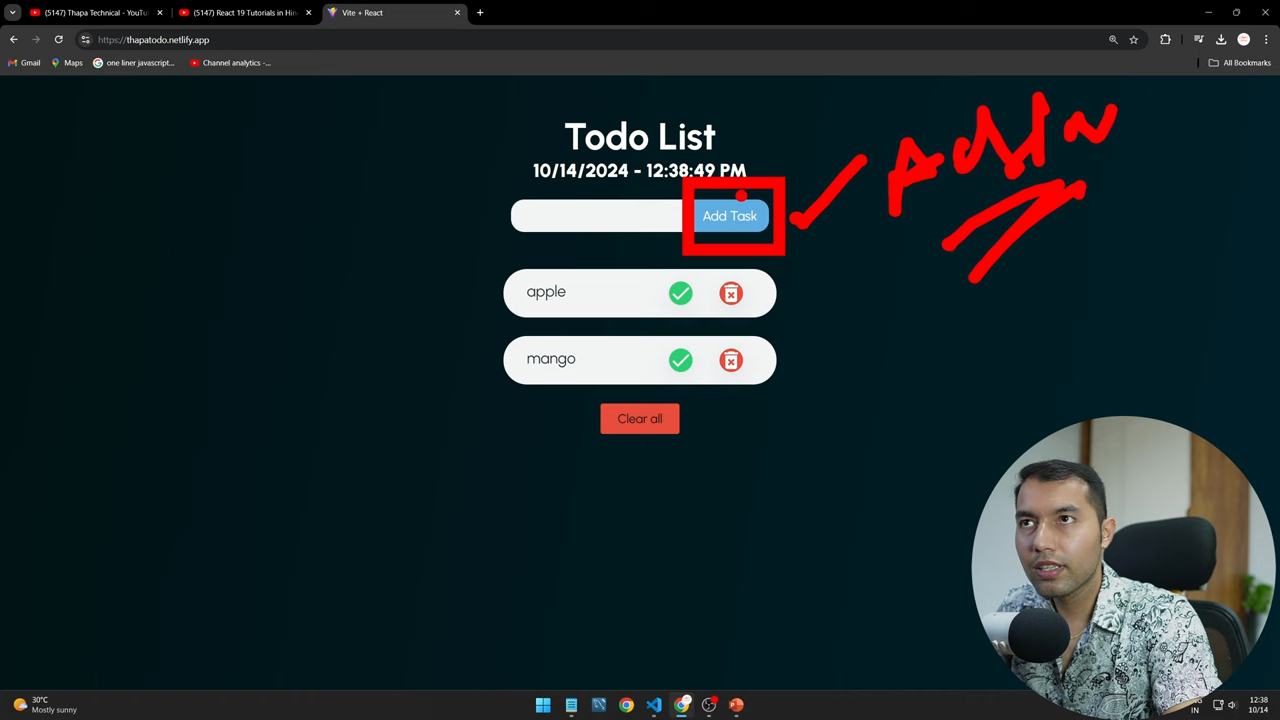 (5147) Thapa Technical - YouTu
(5147) React 19 Tutorials in Hin
Vite + React
https://thapatodo.netlify.app
Gmail
Maps
one liner javascript...
Channel analytics -...
All Bookmarks
Todo List
10/14/2024 - 12:38:49 PM
Add Task
apple
mango
Clear all
30°C
Mostly sunny
IN
12:38
10/14